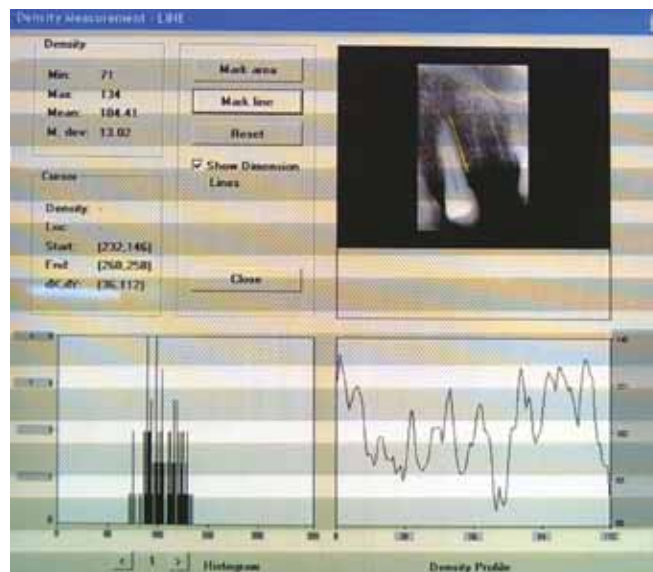 Density Measurement - LINE -
Density
Min: 71
Max 134
Mean: 104.41
M. dev: 13.02
Mark area
Mark line
Reset
Show Dimension
Lines
Cursor
Density: -
Loc:
Start: (232,146)
End: (268,258)
dX,dY: (36,112)
Close
0
0
< 1 >
Histogram
Density Profile